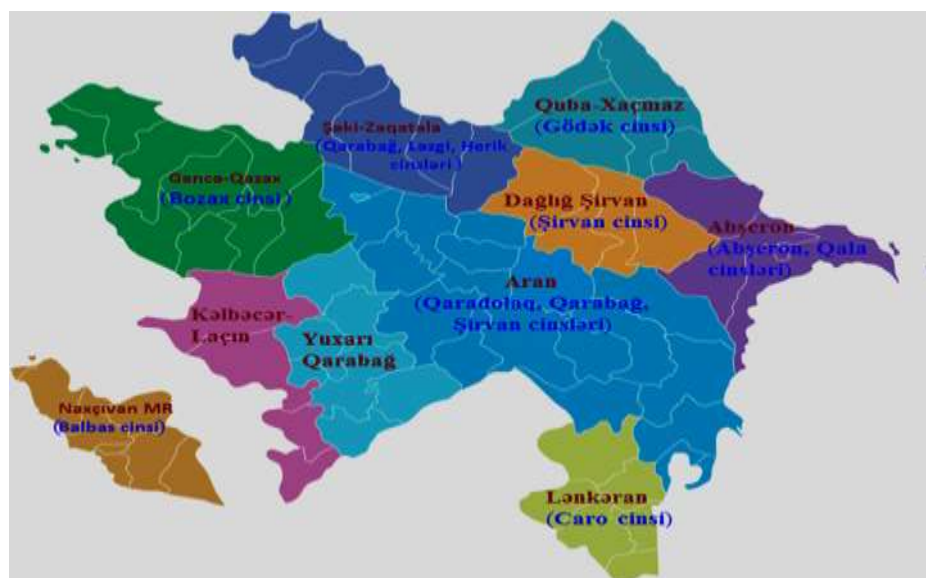 Quba-Xaçmaz
(Gödək cinsi)
Şəki-Zaqatala
(Qarabağ, Ləzgi, Herik
cinsləri )
Gəncə-Qazax
(Bozax cinsi )
Dağlığ Şirvan
(Şirvan cinsi)
Abşeron
(Abşeron, Qala
cinsləri)
Aran
(Qaradolaq, Qarabağ,
Şirvan cinsləri)
Kəlbəcər-
Laçın
Yuxarı
Qarabağ
Naxçıvan MR
(Balbas cinsi)
Lənkəran
(Caro cinsi)